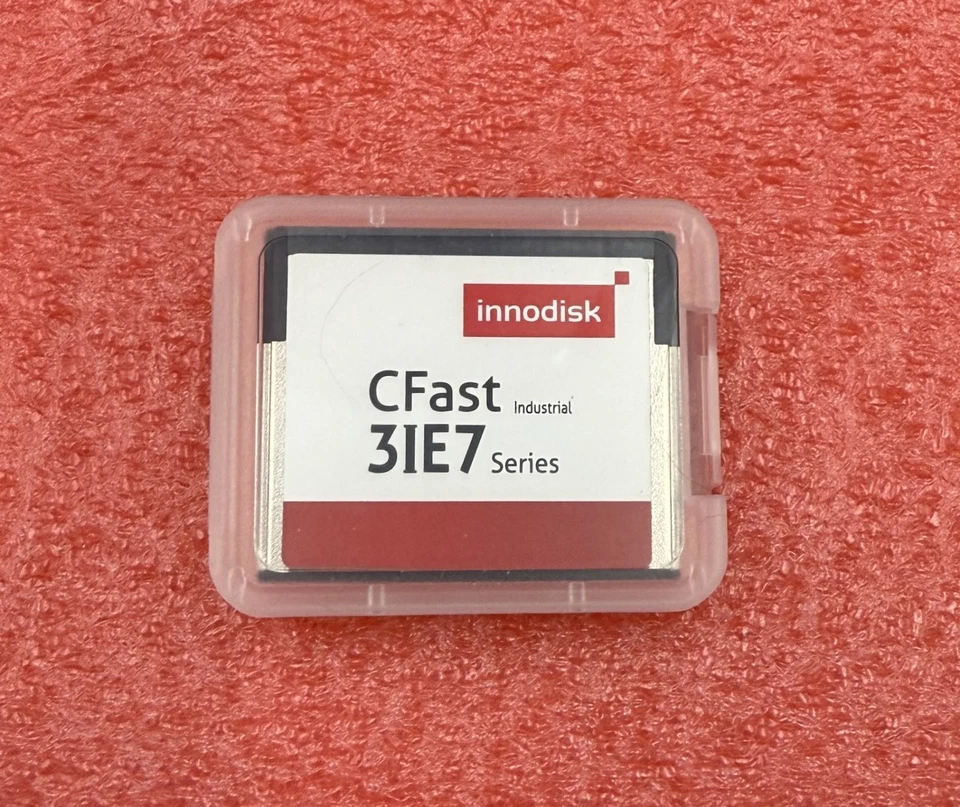 innodisk
CFast Industrial
3IE7 Series